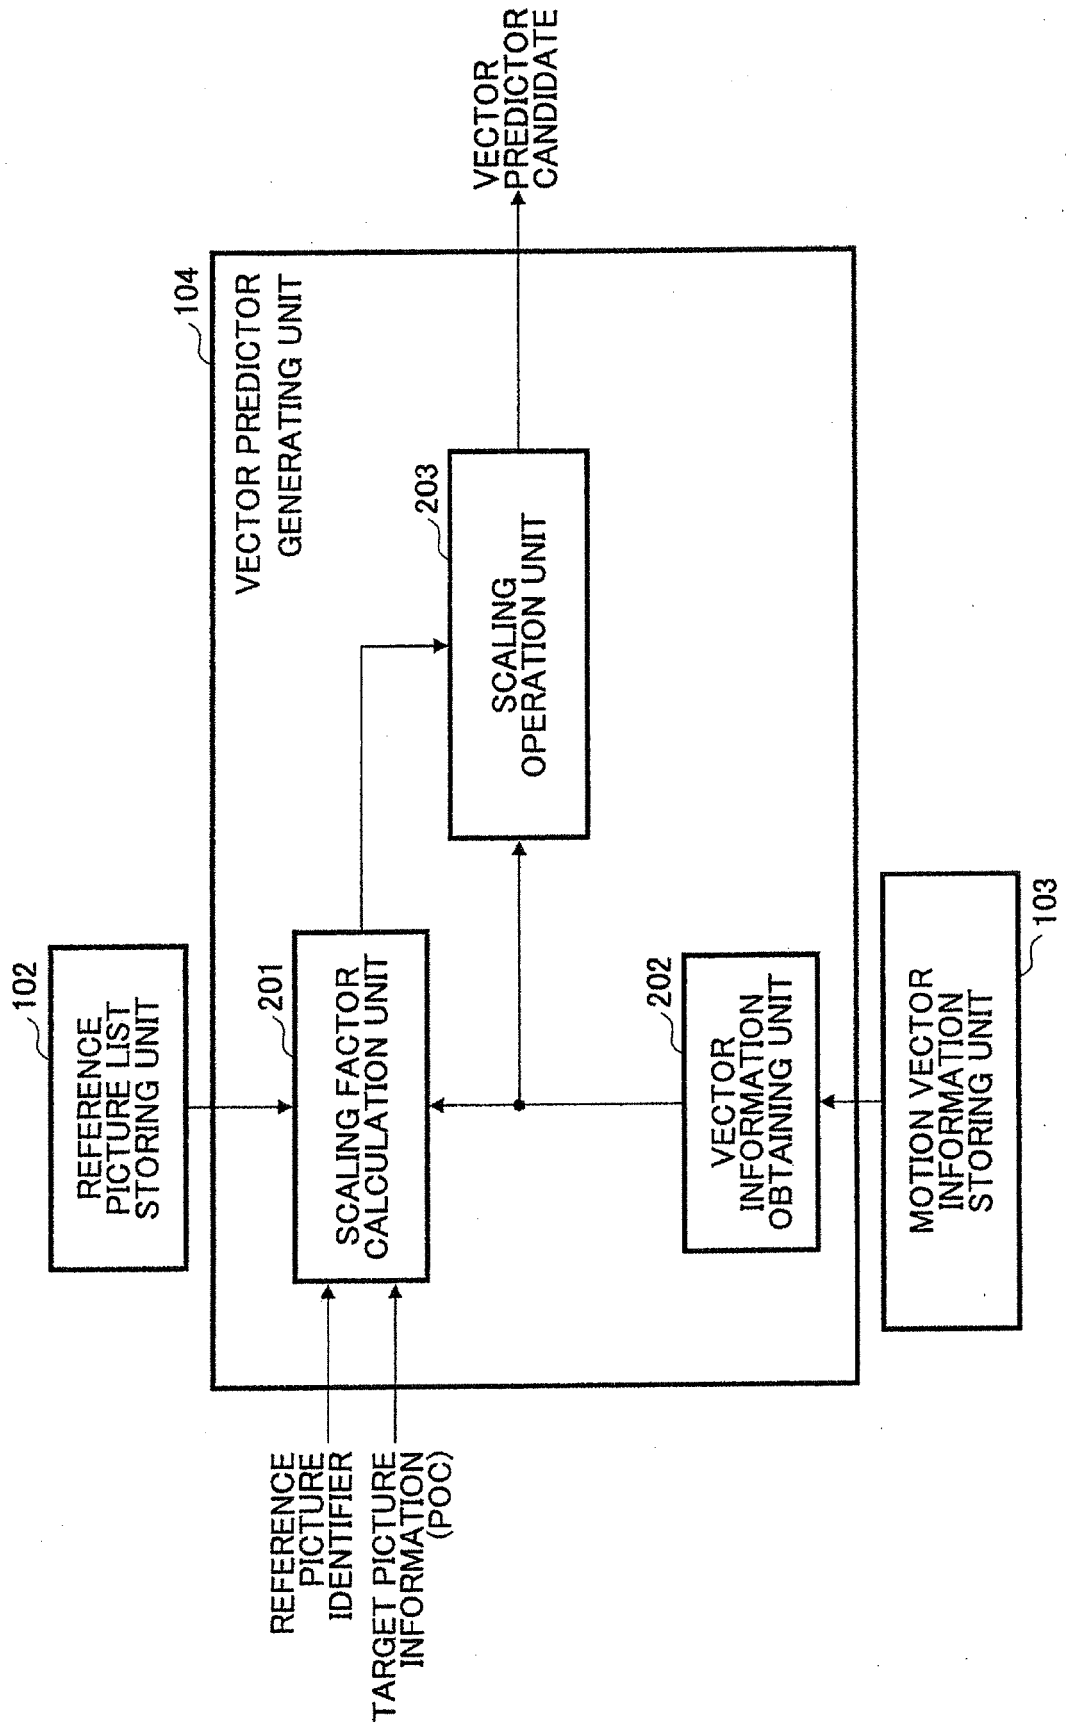 102
REFERENCE
PICTURE LIST
STORING UNIT
104
VECTOR PREDICTOR
GENERATING UNIT
REFERENCE
PICTURE
IDENTIFIER
TARGET PICTURE
INFORMATION
(POC)
201
SCALING FACTOR
CALCULATION UNIT
203
SCALING
OPERATION UNIT
VECTOR
PREDICTOR
CANDIDATE
202
VECTOR
INFORMATION
OBTAINING UNIT
MOTION VECTOR
INFORMATION
STORING UNIT
103